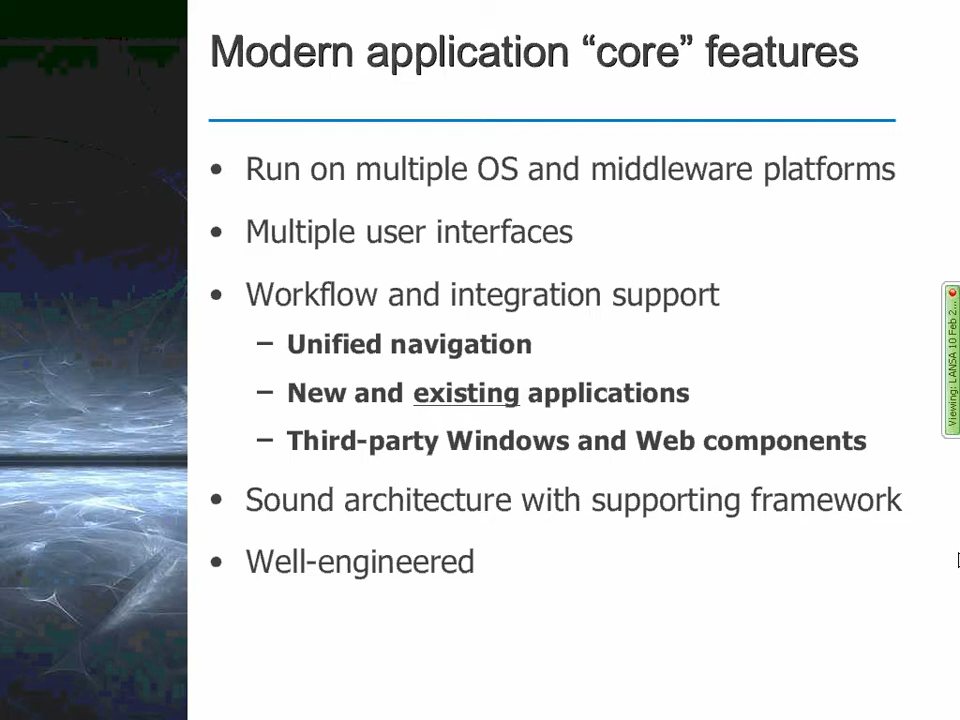 Modern application “core” features
• Run on multiple OS and middleware platforms
• Multiple user interfaces
• Workflow and integration support
– Unified navigation
– New and existing applications
– Third-party Windows and Web components
• Sound architecture with supporting framework
• Well-engineered
Viewing: LANSA 10 Feb 2...